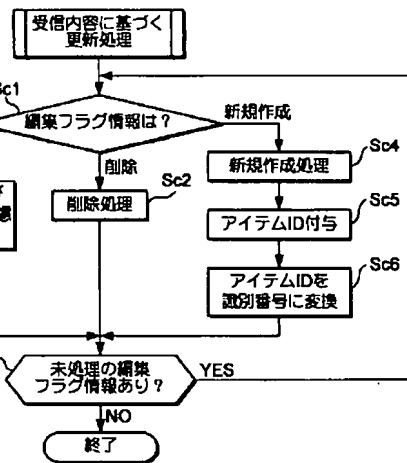 受信内容に基づく
更新処理
Sc1
編集フラグ情報は？
新規作成
削除
Sc4
新規作成処理
Sc2
削除処理
Sc5
アイテムID付与
Sc6
アイテムIDを
識別番号に変換
未処理の編集
フラグ情報あり？
YES
NO
終了